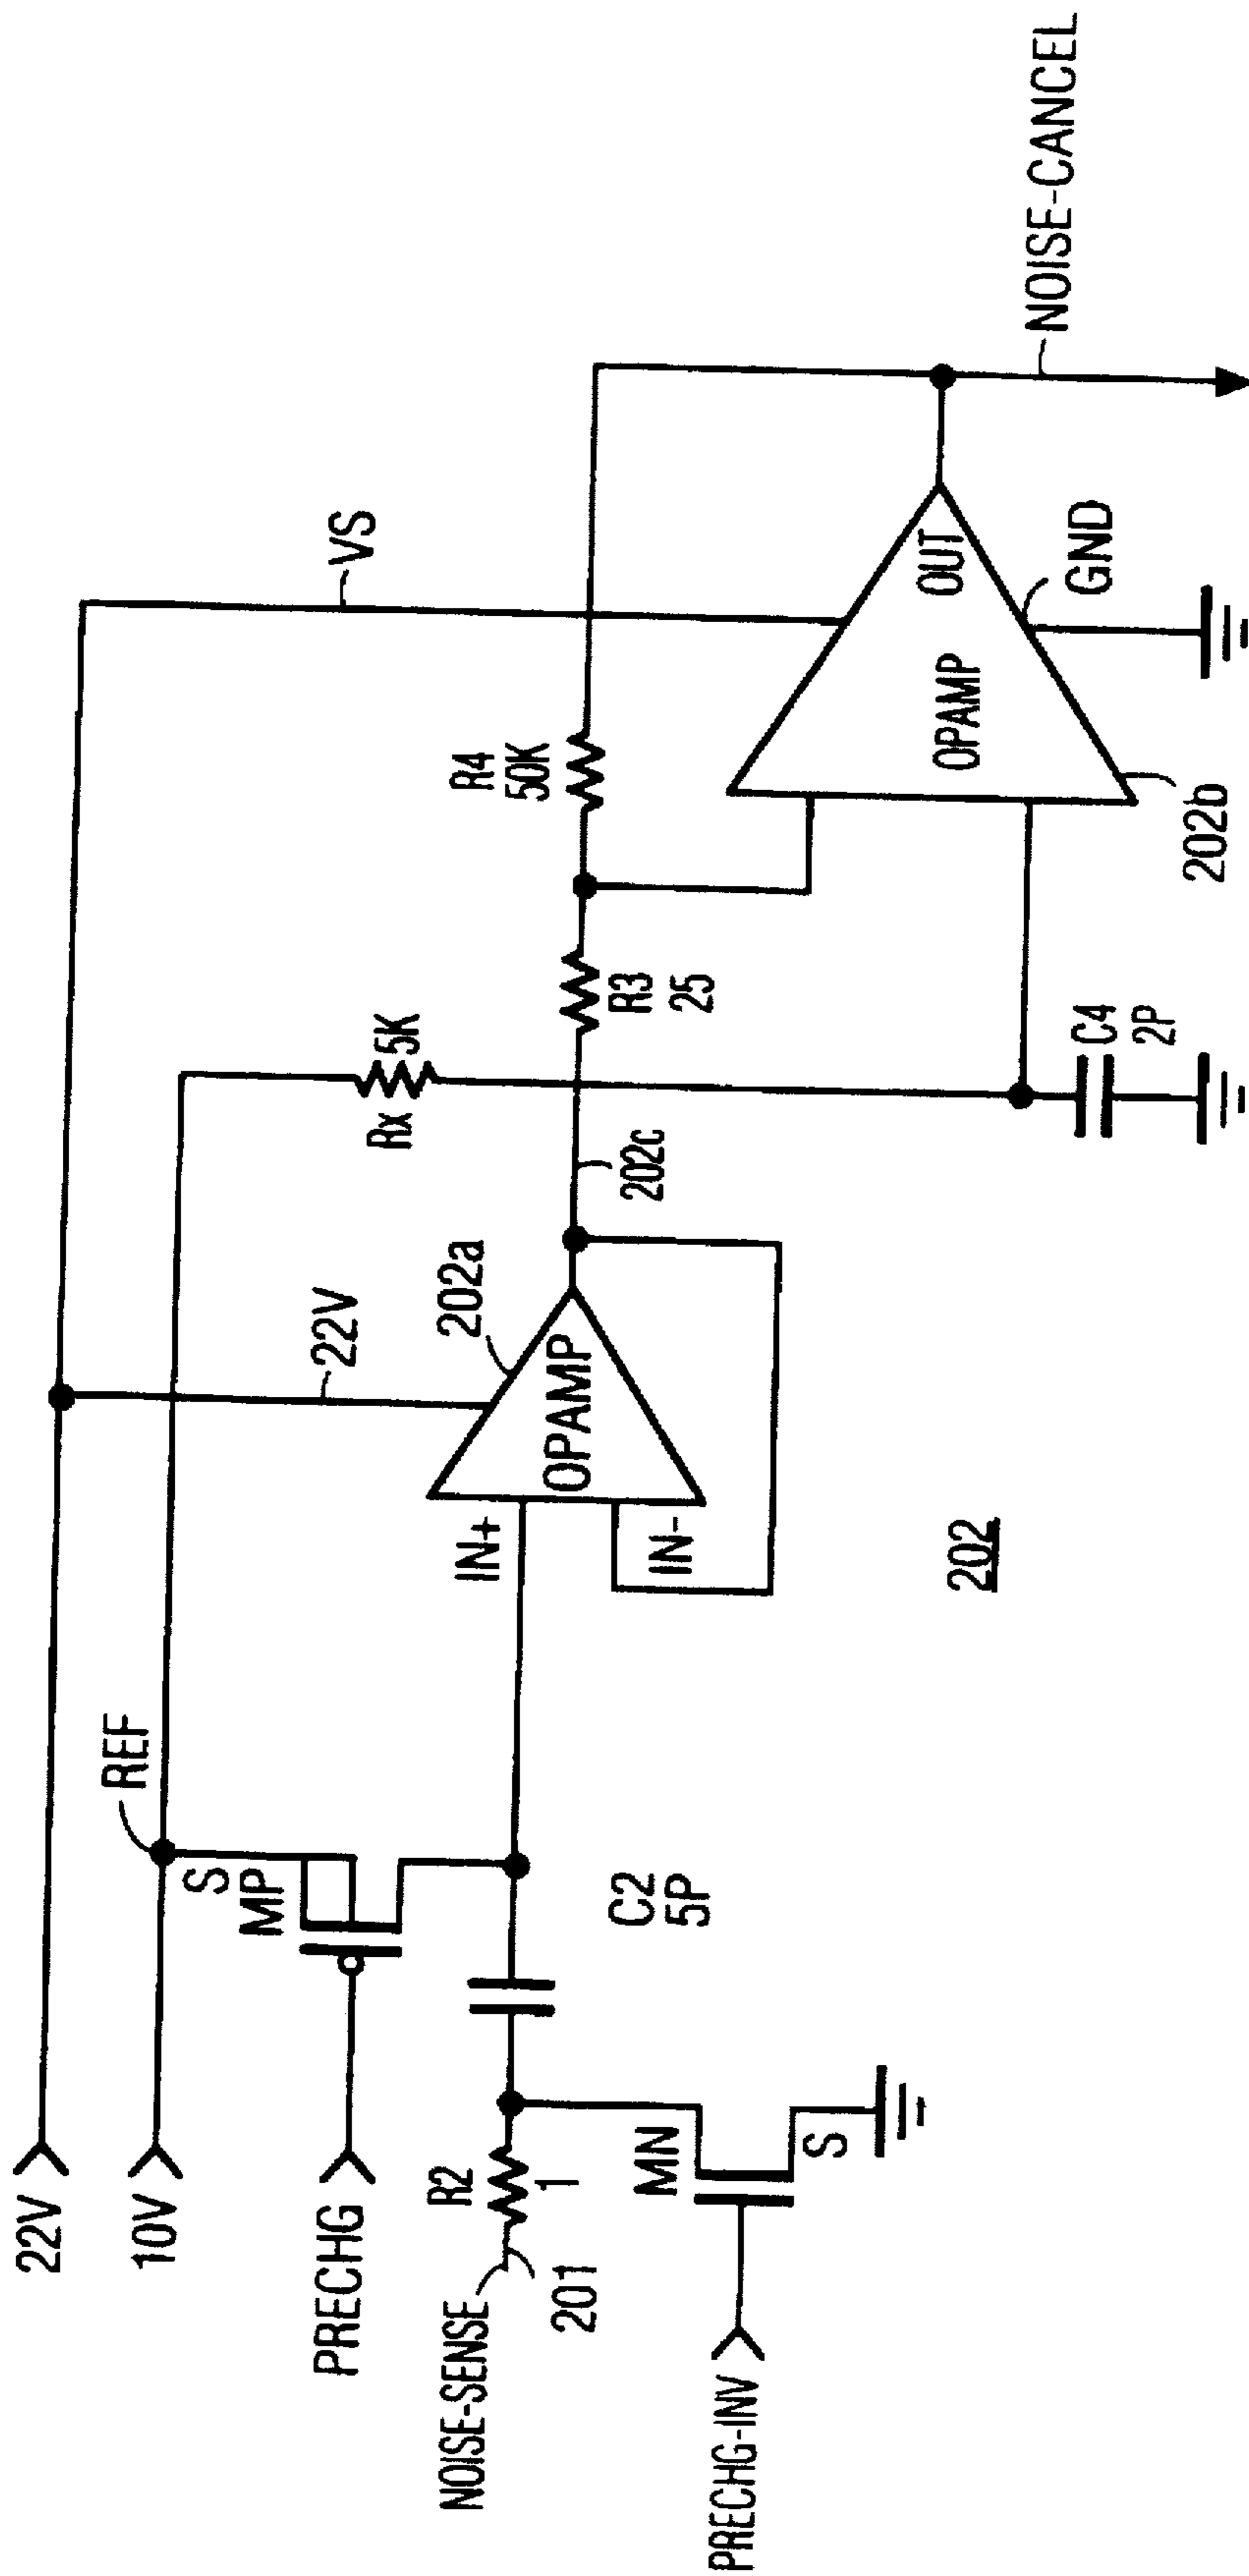 22V
10V
PRECHG
NOISE-SENSE
201
PRECHG-INV
R2
1
MN
S
REF
S
MP
C2
5P
IN+
IN-
OPAMP
202a
22V
202c
Rx
5K
R3
25
R4
50K
VS
C4
2P
OPAMP
OUT
GND
202b
NOISE-CANCEL
202